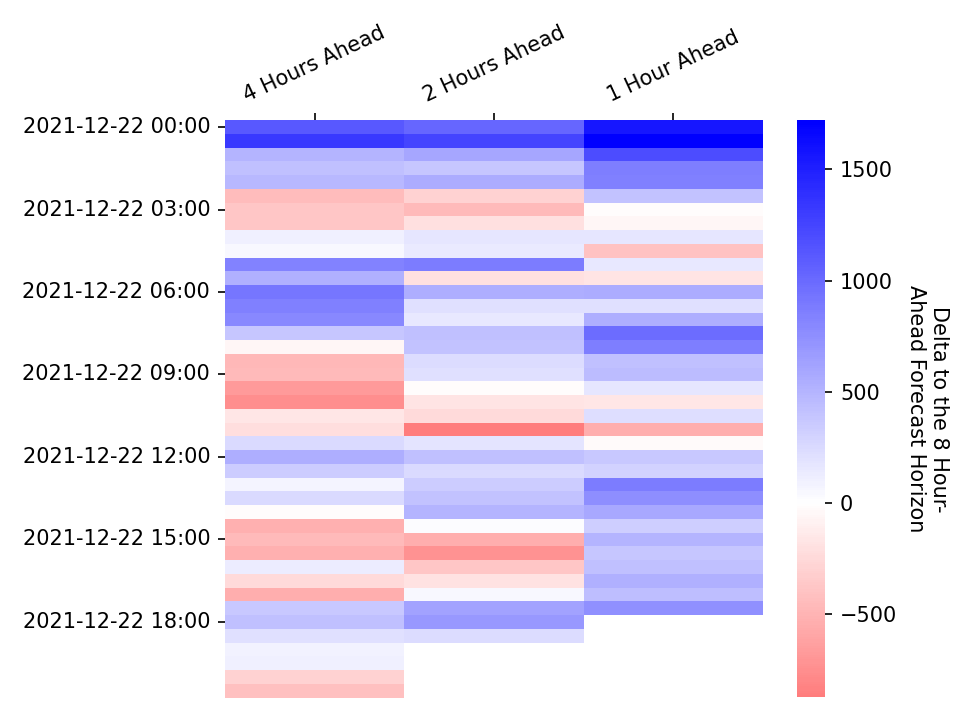 4 Hours Ahead
2 Hours Ahead
1 Hour Ahead
2021-12-22 00:00
2021-12-22 03:00
2021-12-22 06:00
2021-12-22 09:00
2021-12-22 12:00
2021-12-22 15:00
2021-12-22 18:00
1500
1000
500
0
−500
Delta to the 8 Hour-
Ahead Forecast Horizon